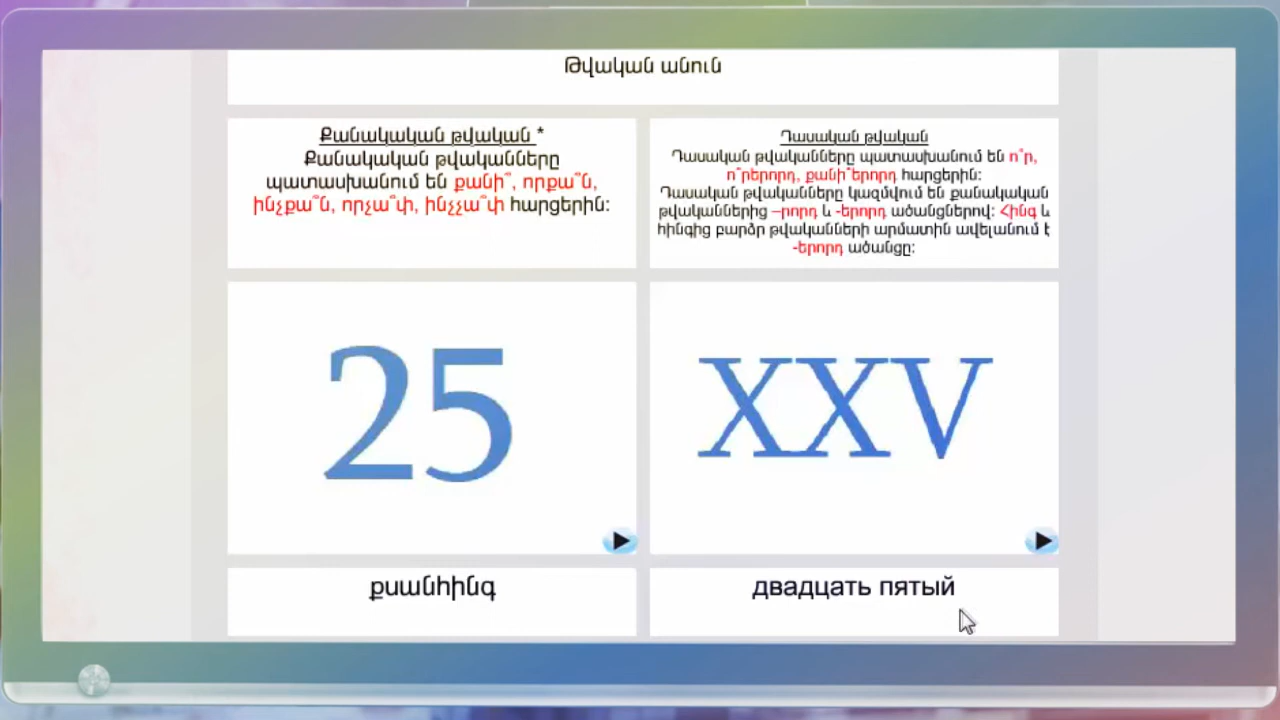 Թվական անուն
Քանակական թվական *
Քանակական թվականները
պատասխանում են քանի՞, որքա՞ն,
ինչքա՞ն, որչա՞փ, ինչչա՞փ հարցերին:
Դասական թվական
Դասական թվականները պատասխանում են ո՞ր,
ո՞րերորդ, քանի՞երորդ հարցերին:
Դասական թվականները կազմվում են քանակական
թվականներից –րորդ և -երորդ ածանցներով: Հինգ և
հինգից բարձր թվականների արմատին ավելանում է
-երորդ ածանցը:
25
XXV
քսանհինգ
двадцать пятый